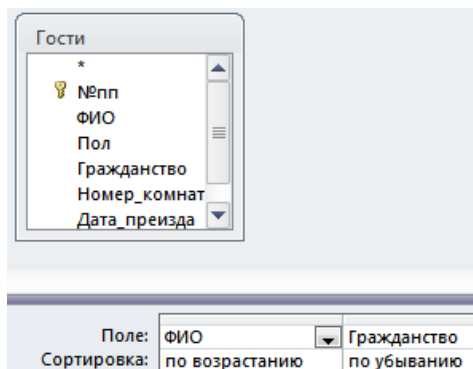 Гости
*
№пп
ФИО
Пол
Гражданство
Номер_комнат
Дата_преизда
Поле: ФИО Гражданство
Сортировка: по возрастанию по убыванию